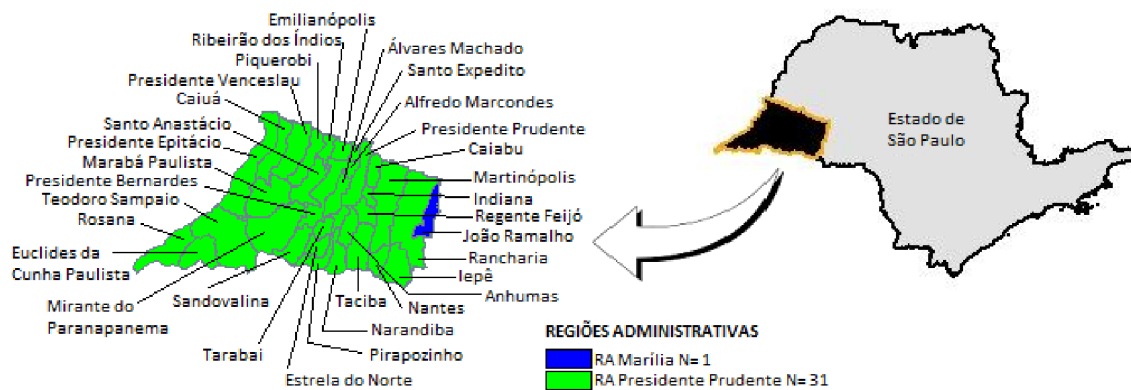 Emilianópolis
Ribeirão dos Índios
Piquerobi
Presidente Venceslau
Caiuá
Santo Anastácio
Presidente Epitácio
Marabá Paulista
Presidente Bernardes
Teodoro Sampaio
Rosana
Euclides da
Cunha Paulista
Mirante do
Paranapanema
Sandovalina
Tarabai
Estrela do Norte
Pirapozinho
Narandiba
Taciba
Nantes
Anhumas
Iepê
Rancharia
João Ramalho
Regente Feijó
Indiana
Martinópolis
Caiabu
Presidente Prudente
Alfredo Marcondes
Santo Expedito
Álvares Machado
Estado de
São Paulo
REGIÕES ADMINISTRATIVAS
RA Marília N= 1
RA Presidente Prudente N= 31